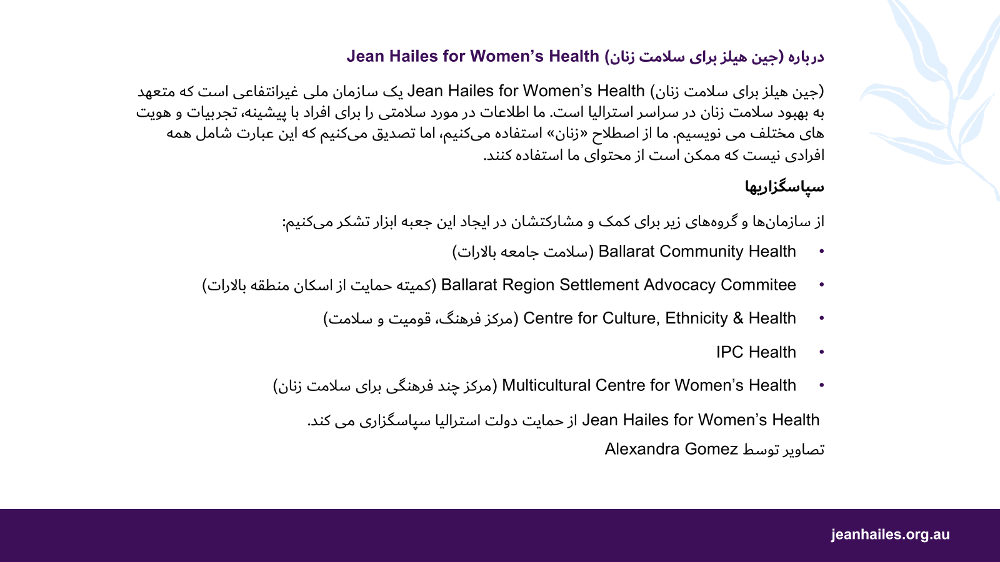 درباره (جین هیلز برای سلامت زنان) Jean Hailes for Women’s Health
(جین هیلز برای سلامت زنان) Jean Hailes for Women’s Health یک سازمان ملی غیرانتفاعی است که متعهد
به بهبود سلامت زنان در سراسر استرالیا است. ما اطلاعات در مورد سلامتی را برای افراد با پیشینه، تجربیات و هویت
های مختلف می نویسیم. ما از اصطلاح «زنان» استفاده می‌کنیم، اما تصدیق می‌کنیم که این عبارت شامل همه
افرادی نیست که ممکن است از محتوای ما استفاده کنند.
سپاسگزاریها
از سازمان‌ها و گروه‌های زیر برای کمک و مشارکتشان در ایجاد این جعبه ابزار تشکر می‌کنیم:
• Ballarat Community Health (سلامت جامعه بالارات)
• Ballarat Region Settlement Advocacy Commitee (کمیته حمایت از اسکان منطقه بالارات)
• Centre for Culture, Ethnicity & Health (مرکز فرهنگ، قومیت و سلامت)
• IPC Health
• Multicultural Centre for Women’s Health (مرکز چند فرهنگی برای سلامت زنان)
Jean Hailes for Women’s Health از حمایت دولت استرالیا سپاسگزاری می کند.
تصاویر توسط Alexandra Gomez
jeanhailes.org.au